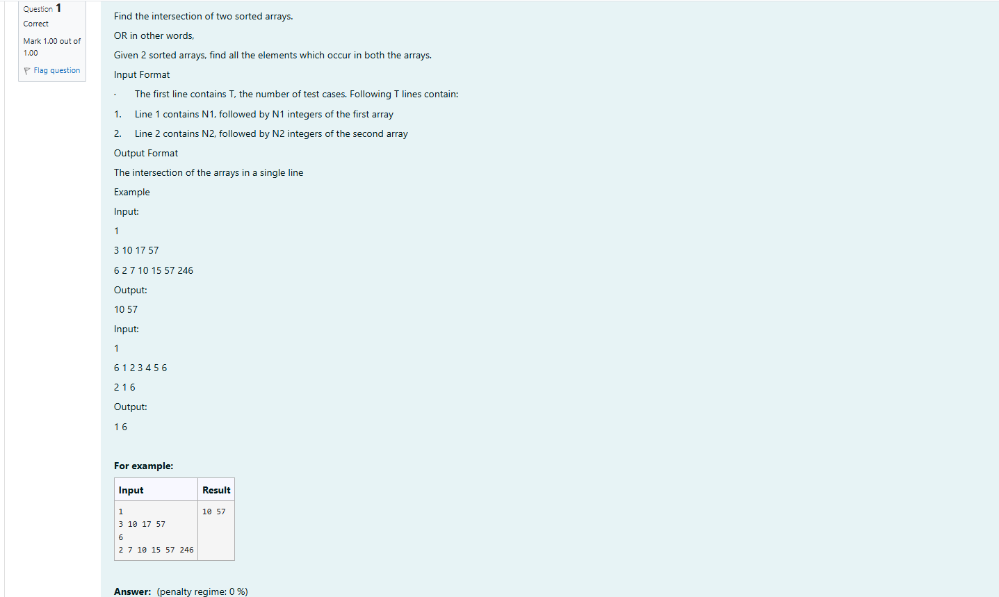 Question 1
Correct
Mark 1.00 out of
1.00
Flag question
Find the intersection of two sorted arrays.
OR in other words,
Given 2 sorted arrays, find all the elements which occur in both the arrays.
Input Format
· The first line contains T, the number of test cases. Following T lines contain:
1. Line 1 contains N1, followed by N1 integers of the first array
2. Line 2 contains N2, followed by N2 integers of the second array
Output Format
The intersection of the arrays in a single line
Example
Input:
1
3 10 17 57
6 2 7 10 15 57 246
Output:
10 57
Input:
1
6 1 2 3 4 5 6
2 1 6
Output:
1 6
For example:
Input Result
1 10 57
3 10 17 57
6
2 7 10 15 57 246
Answer: (penalty regime: 0 %)